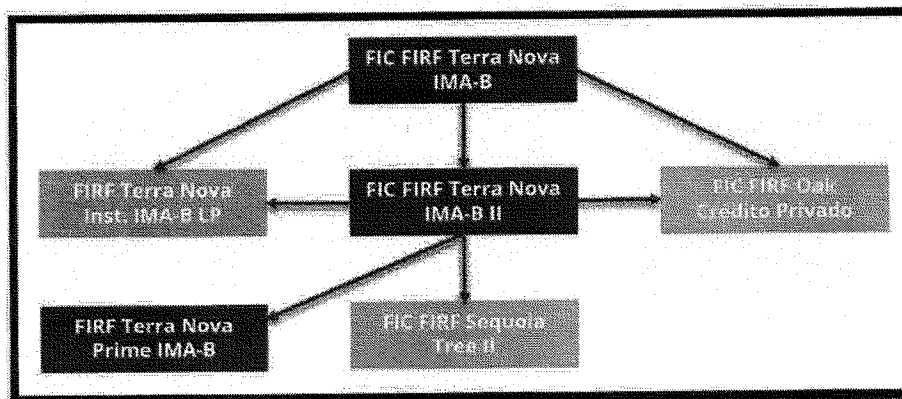 FIC FIRF Terra Nova
IMA-B
FIRF Terra Nova
Inst. IMA-B LP
FIC FIRF Terra Nova
IMA-B II
FIC FIRF Oak
Crédito Privado
FIRF Terra Nova
Prime IMA-B
FIC FIRF Sequoia
Tree II